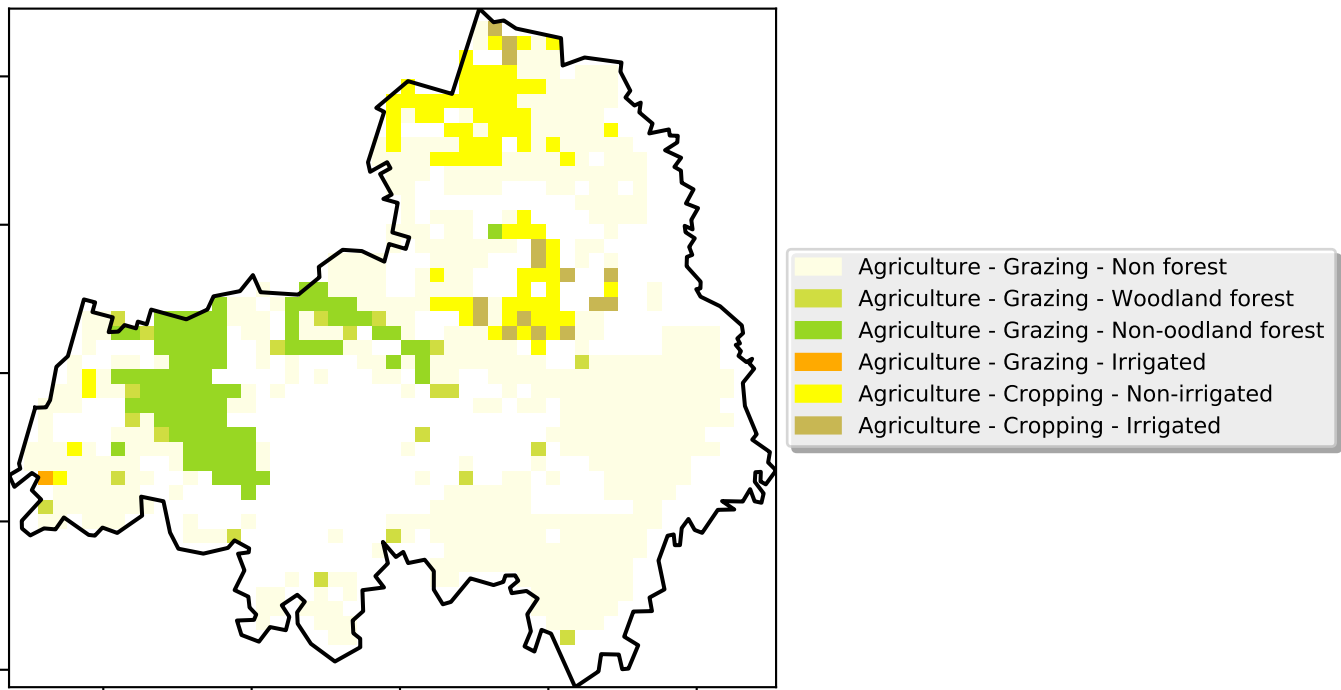 Agriculture - Grazing - Non forest
Agriculture - Grazing - Woodland forest
Agriculture - Grazing - Non-oodland forest
Agriculture - Grazing - Irrigated
Agriculture - Cropping - Non-irrigated
Agriculture - Cropping - Irrigated